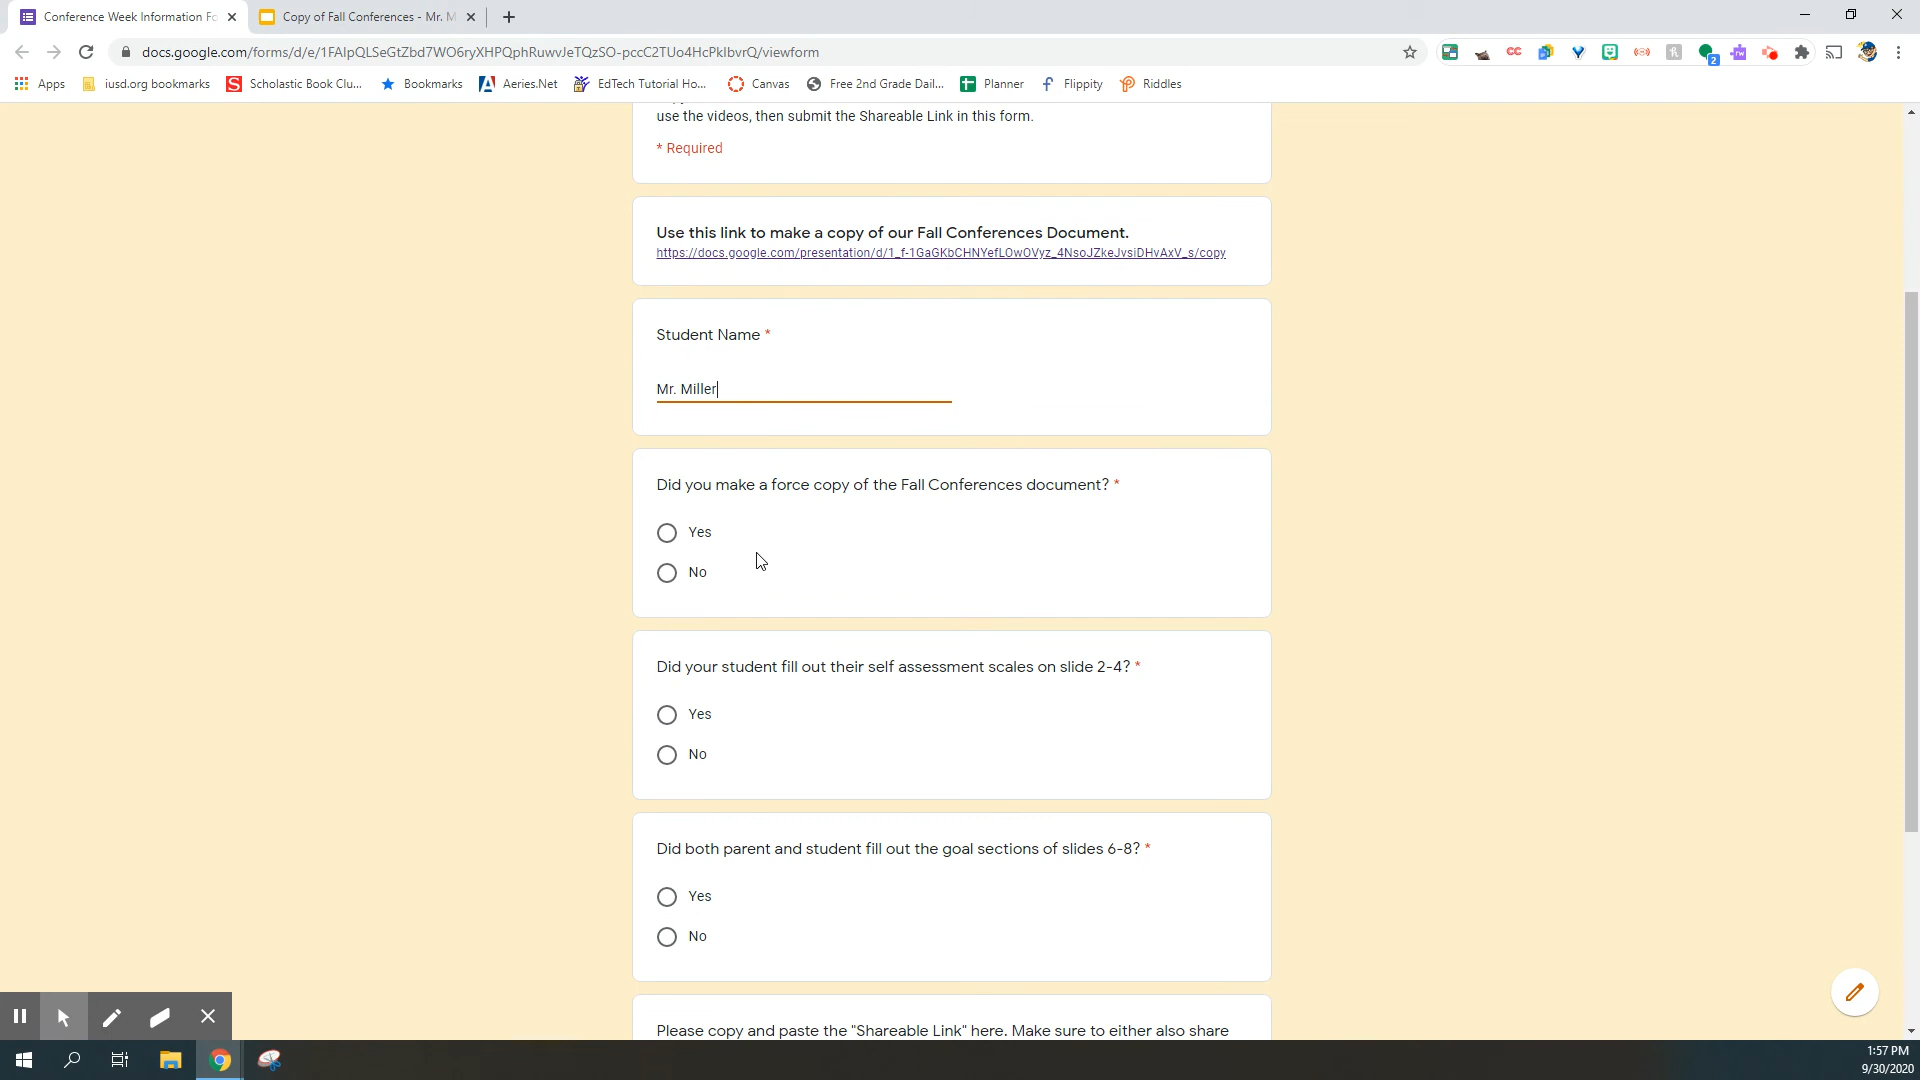 Conference Week Information Fo
Copy of Fall Conferences - Mr. M
docs.google.com/forms/d/e/1FAIpQLSeGtZbd7WO6ryXHPQphRuwvJeTQzSO-pccC2TUo4HcPkIbvrQ/viewform
Apps
iusd.org bookmarks
Scholastic Book Clu...
Bookmarks
Aeries.Net
EdTech Tutorial Ho...
Canvas
Free 2nd Grade Dail...
Planner
Flippity
Riddles
use the videos, then submit the Shareable Link in this form.
* Required
Use this link to make a copy of our Fall Conferences Document.
https://docs.google.com/presentation/d/1_f-1GaGKbCHNYefLOwOVyz_4NsoJZkeJvsiDHvAxV_s/copy
Student Name *
Mr. Miller
Did you make a force copy of the Fall Conferences document? *
Yes
No
Did your student fill out their self assessment scales on slide 2-4? *
Yes
No
Did both parent and student fill out the goal sections of slides 6-8? *
Yes
No
Please copy and paste the "Shareable Link" here. Make sure to either also share
1:57 PM
9/30/2020